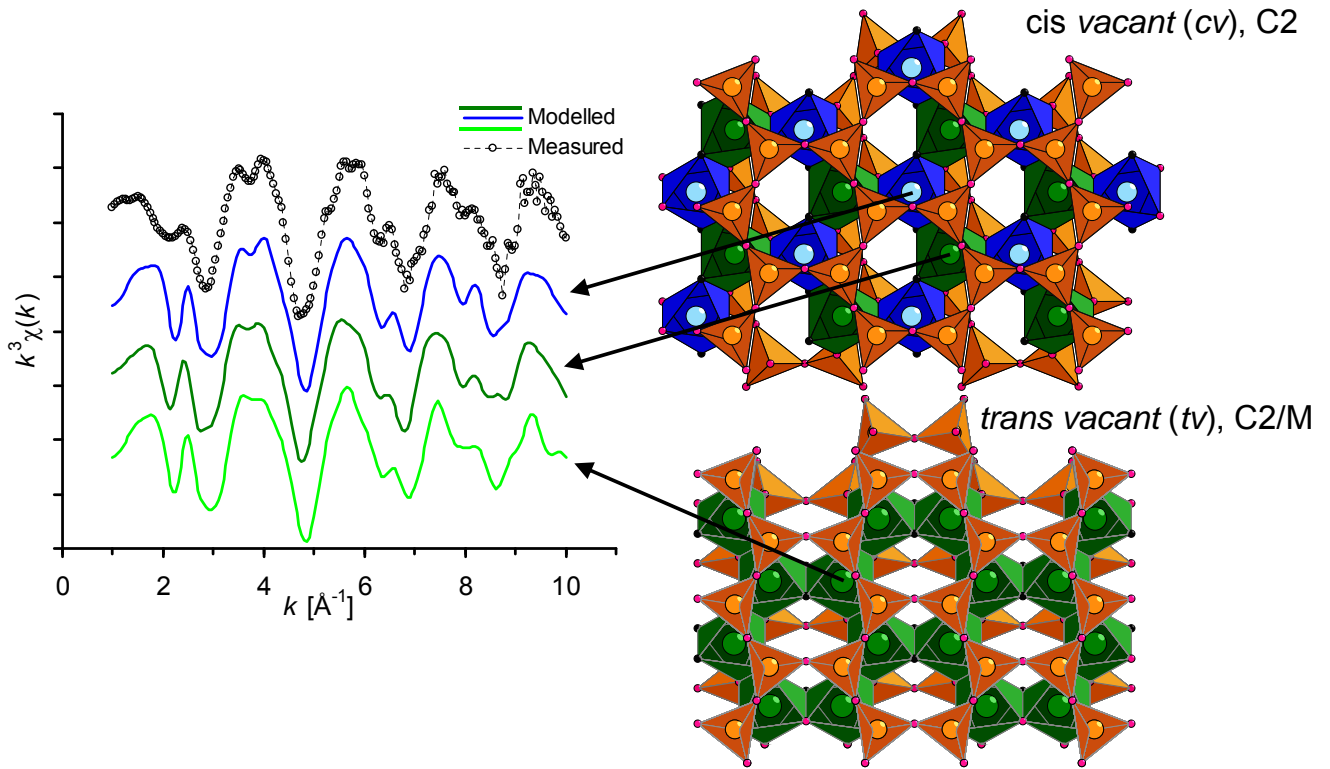 cis vacant (cv), C2
Modelled
Measured
k³χ(k)
trans vacant (tv), C2/M
0 2 4 6 8 10
k [Å⁻¹]